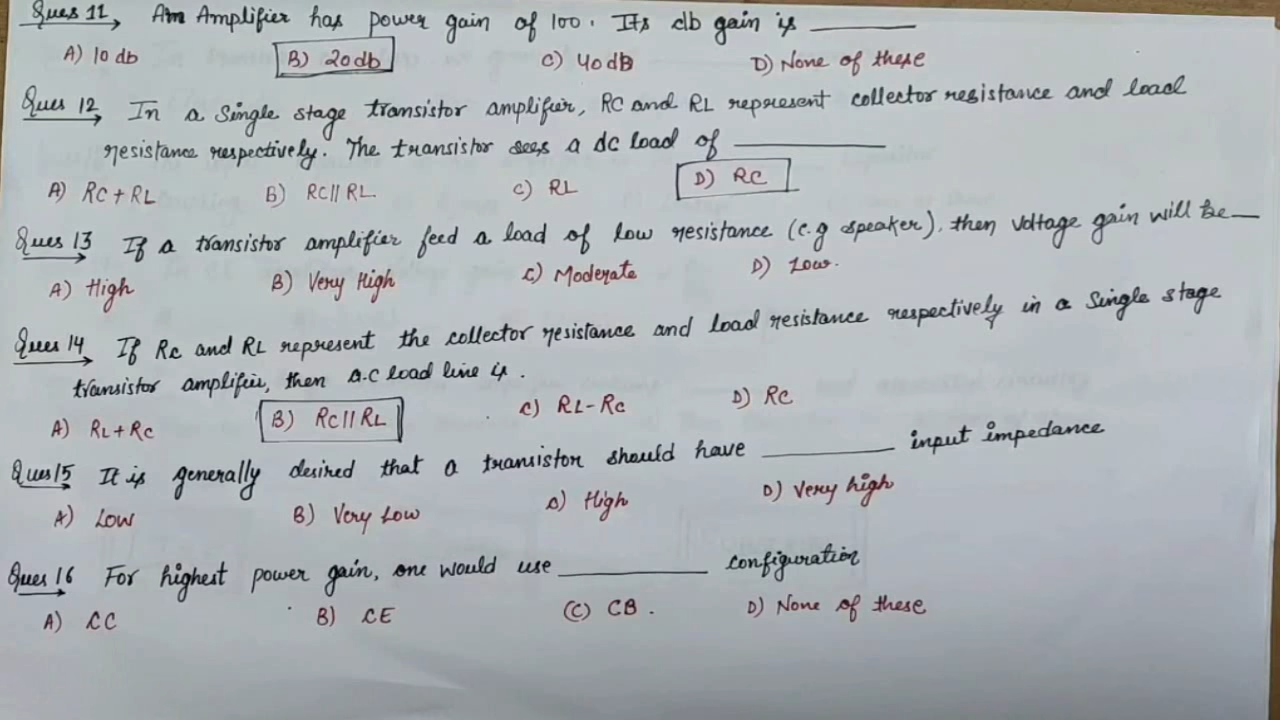 Ques 11 Am Amplifier has power gain of 100. Its db gain is ______
A) 10 db B) 20db C) 40dB D) None of these
Ques 12 In a Single stage transistor amplifier, RC and RL represent collector resistance and load
resistance respectively. The transistor sees a dc load of ______
A) RC + RL B) RC || RL C) RL D) RC
Ques 13 If a transistor amplifier feed a load of low resistance (e.g speaker), then voltage gain will be __
A) High B) Very High C) Moderate D) Low.
Ques 14 If Rc and RL represent the collector resistance and load resistance respectively in a single stage
transistor amplifier, then a.c load line is.
A) RL + RC B) RC || RL C) RL - RC D) RC
Ques 15 It is generally desired that a transistor should have ______ input impedance
A) Low B) Very Low C) High D) Very high
Ques 16 For highest power gain, one would use ______ configuration
A) CC B) CE (C) CB . D) None of these